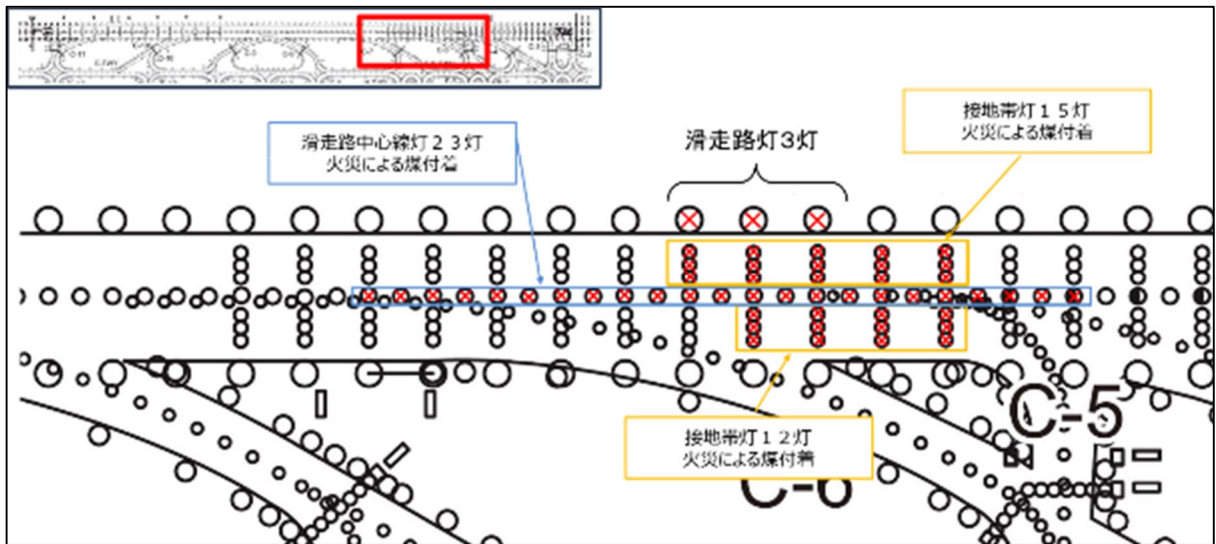 滑走路中心線灯２３灯
火災による煤付着
滑走路灯3灯
接地帯灯１５灯
火災による煤付着
C-5
接地帯灯１２灯
火災による煤付着
C-6